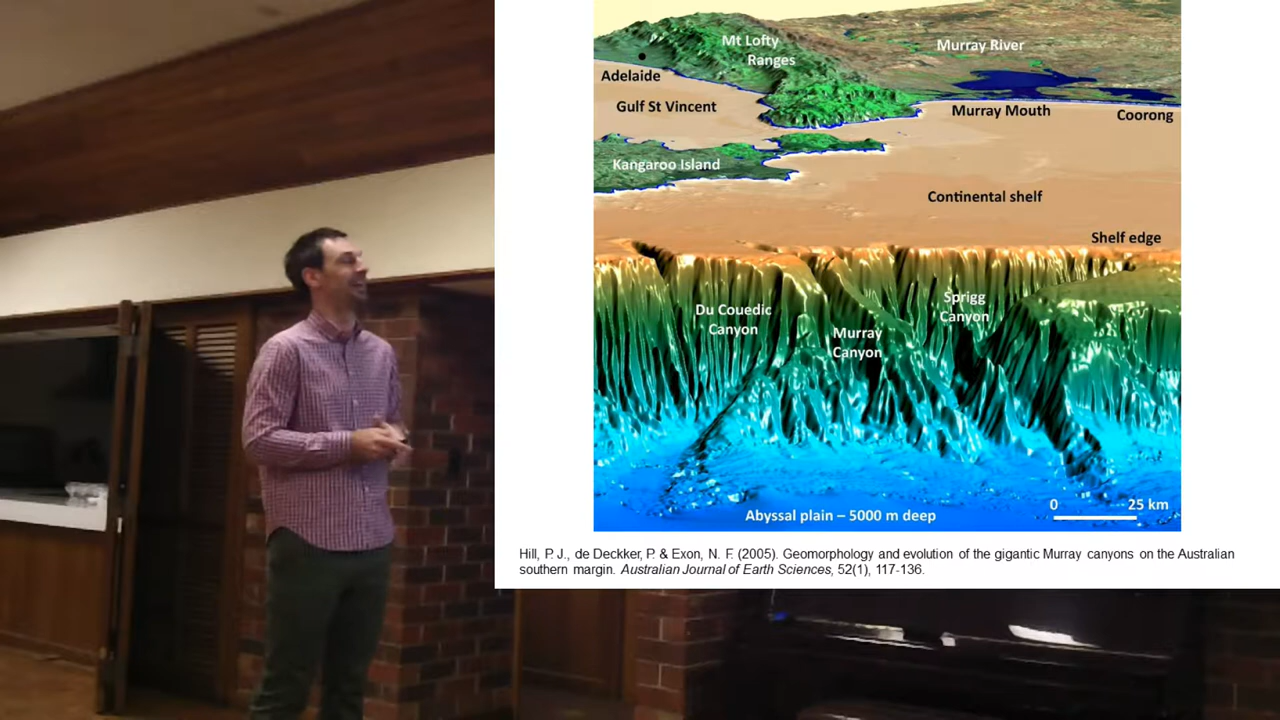 Mt Lofty
Ranges
Murray River
Adelaide
Gulf St Vincent
Murray Mouth
Coorong
Kangaroo Island
Continental shelf
Shelf edge
Du Couedic
Canyon
Murray
Canyon
Sprigg
Canyon
0 25 km
Abyssal plain – 5000 m deep
Hill, P. J., de Deckker, P. & Exon, N. F. (2005). Geomorphology and evolution of the gigantic Murray canyons on the Australian
southern margin. Australian Journal of Earth Sciences, 52(1), 117-136.